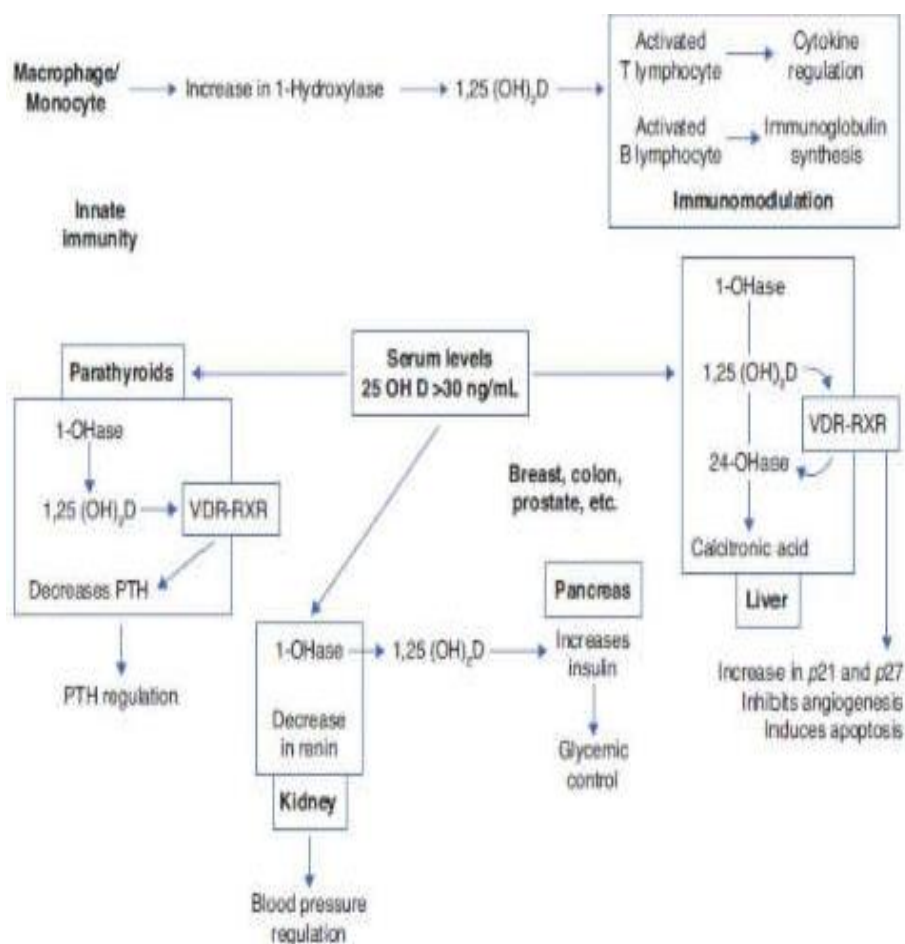 Macrophage/
Monocyte
Increase in 1-Hydroxylase
1,25 (OH)₂D
Activated
T lymphocyte
Cytokine
regulation
Activated
B lymphocyte
Immunoglobulin
synthesis
Immunomodulation
Innate
immunity
Serum levels
25 OH D >30 ng/mL
Parathyroids
1-OHase
1,25 (OH)₂D
VDR-RXR
Decreases PTH
PTH regulation
1-OHase
1,25 (OH)₂D
VDR-RXR
24-OHase
Calcitronic acid
Liver
Increase in p21 and p27
Inhibits angiogenesis
Induces apoptosis
Breast, colon,
prostate, etc.
Pancreas
Increases
insulin
Glycemic
control
1-OHase
1,25 (OH)₂D
Decrease
in renin
Kidney
Blood pressure
regulation